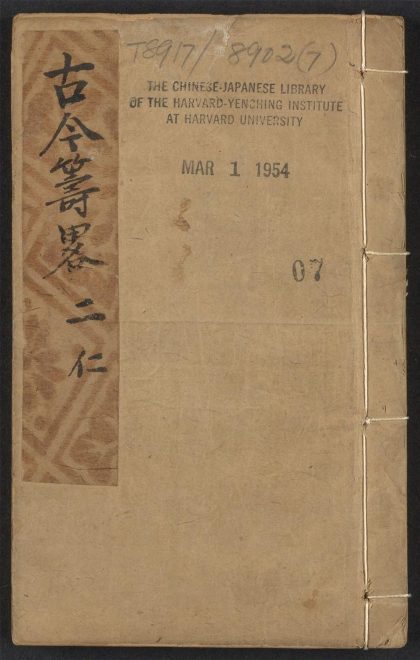 T8917/8902(7)
THE CHINESE-JAPANESE LIBRARY
OF THE HARVARD-YENCHING INSTITUTE
AT HARVARD UNIVERSITY
MAR 1 1954
07
古今籌畧 二 仁